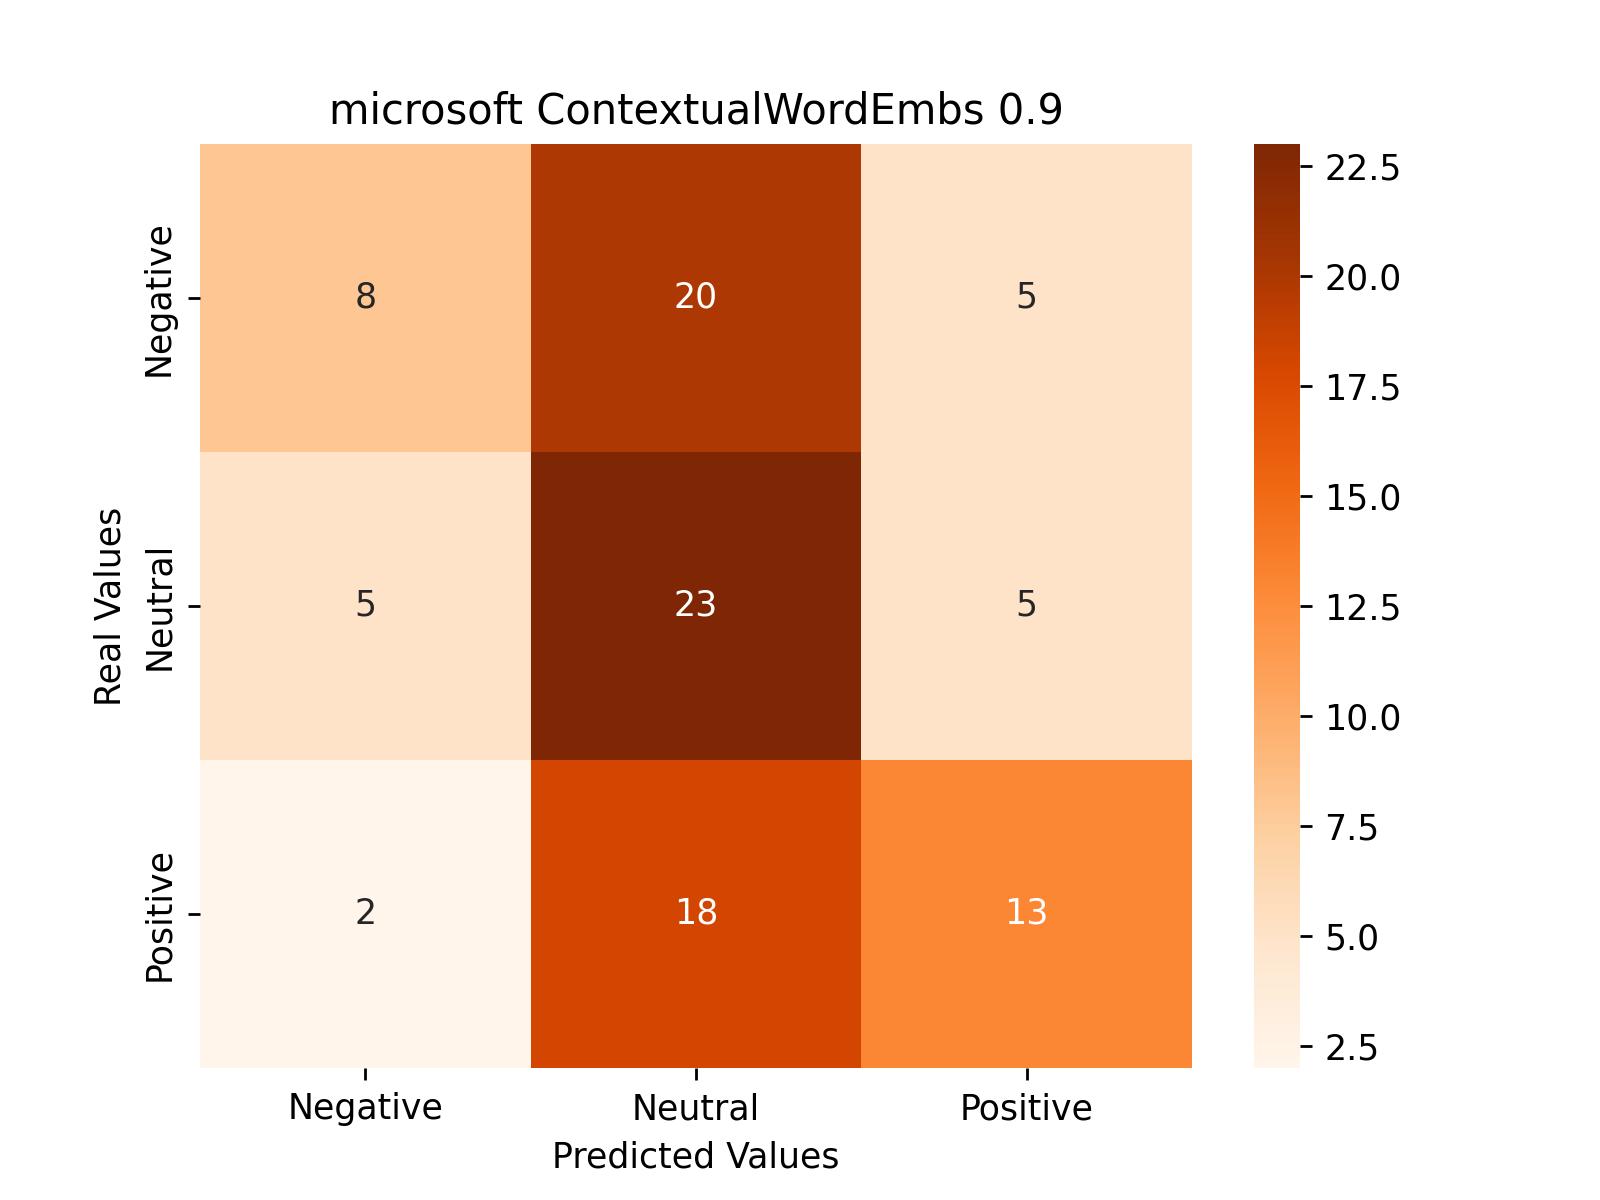 microsoft ContextualWordEmbs 0.9
Real Values
Negative
8 20 5
Neutral
5 23 5
Positive
2 18 13
Negative Neutral Positive
Predicted Values
22.5
20.0
17.5
15.0
12.5
10.0
7.5
5.0
2.5